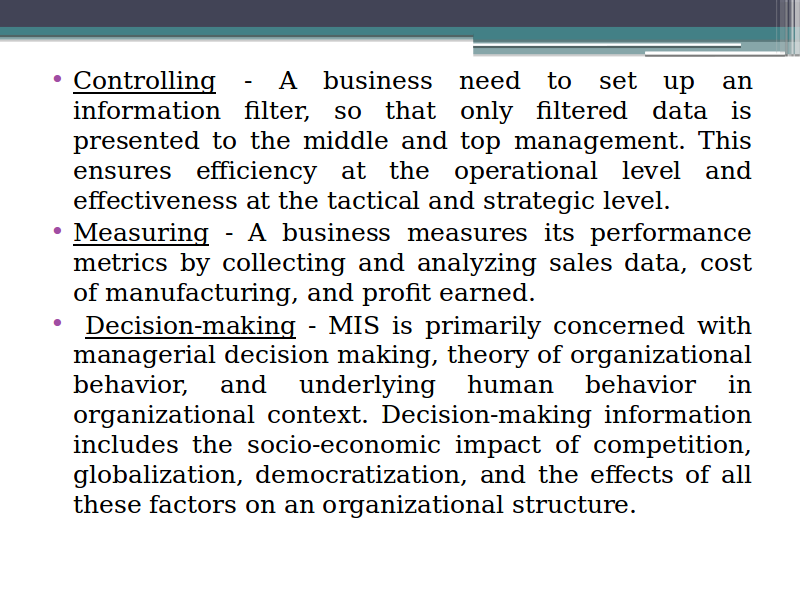 • Controlling - A business need to set up an
information filter, so that only filtered data is
presented to the middle and top management. This
ensures efficiency at the operational level and
effectiveness at the tactical and strategic level.
• Measuring - A business measures its performance
metrics by collecting and analyzing sales data, cost
of manufacturing, and profit earned.
• Decision-making - MIS is primarily concerned with
managerial decision making, theory of organizational
behavior, and underlying human behavior in
organizational context. Decision-making information
includes the socio-economic impact of competition,
globalization, democratization, and the effects of all
these factors on an organizational structure.